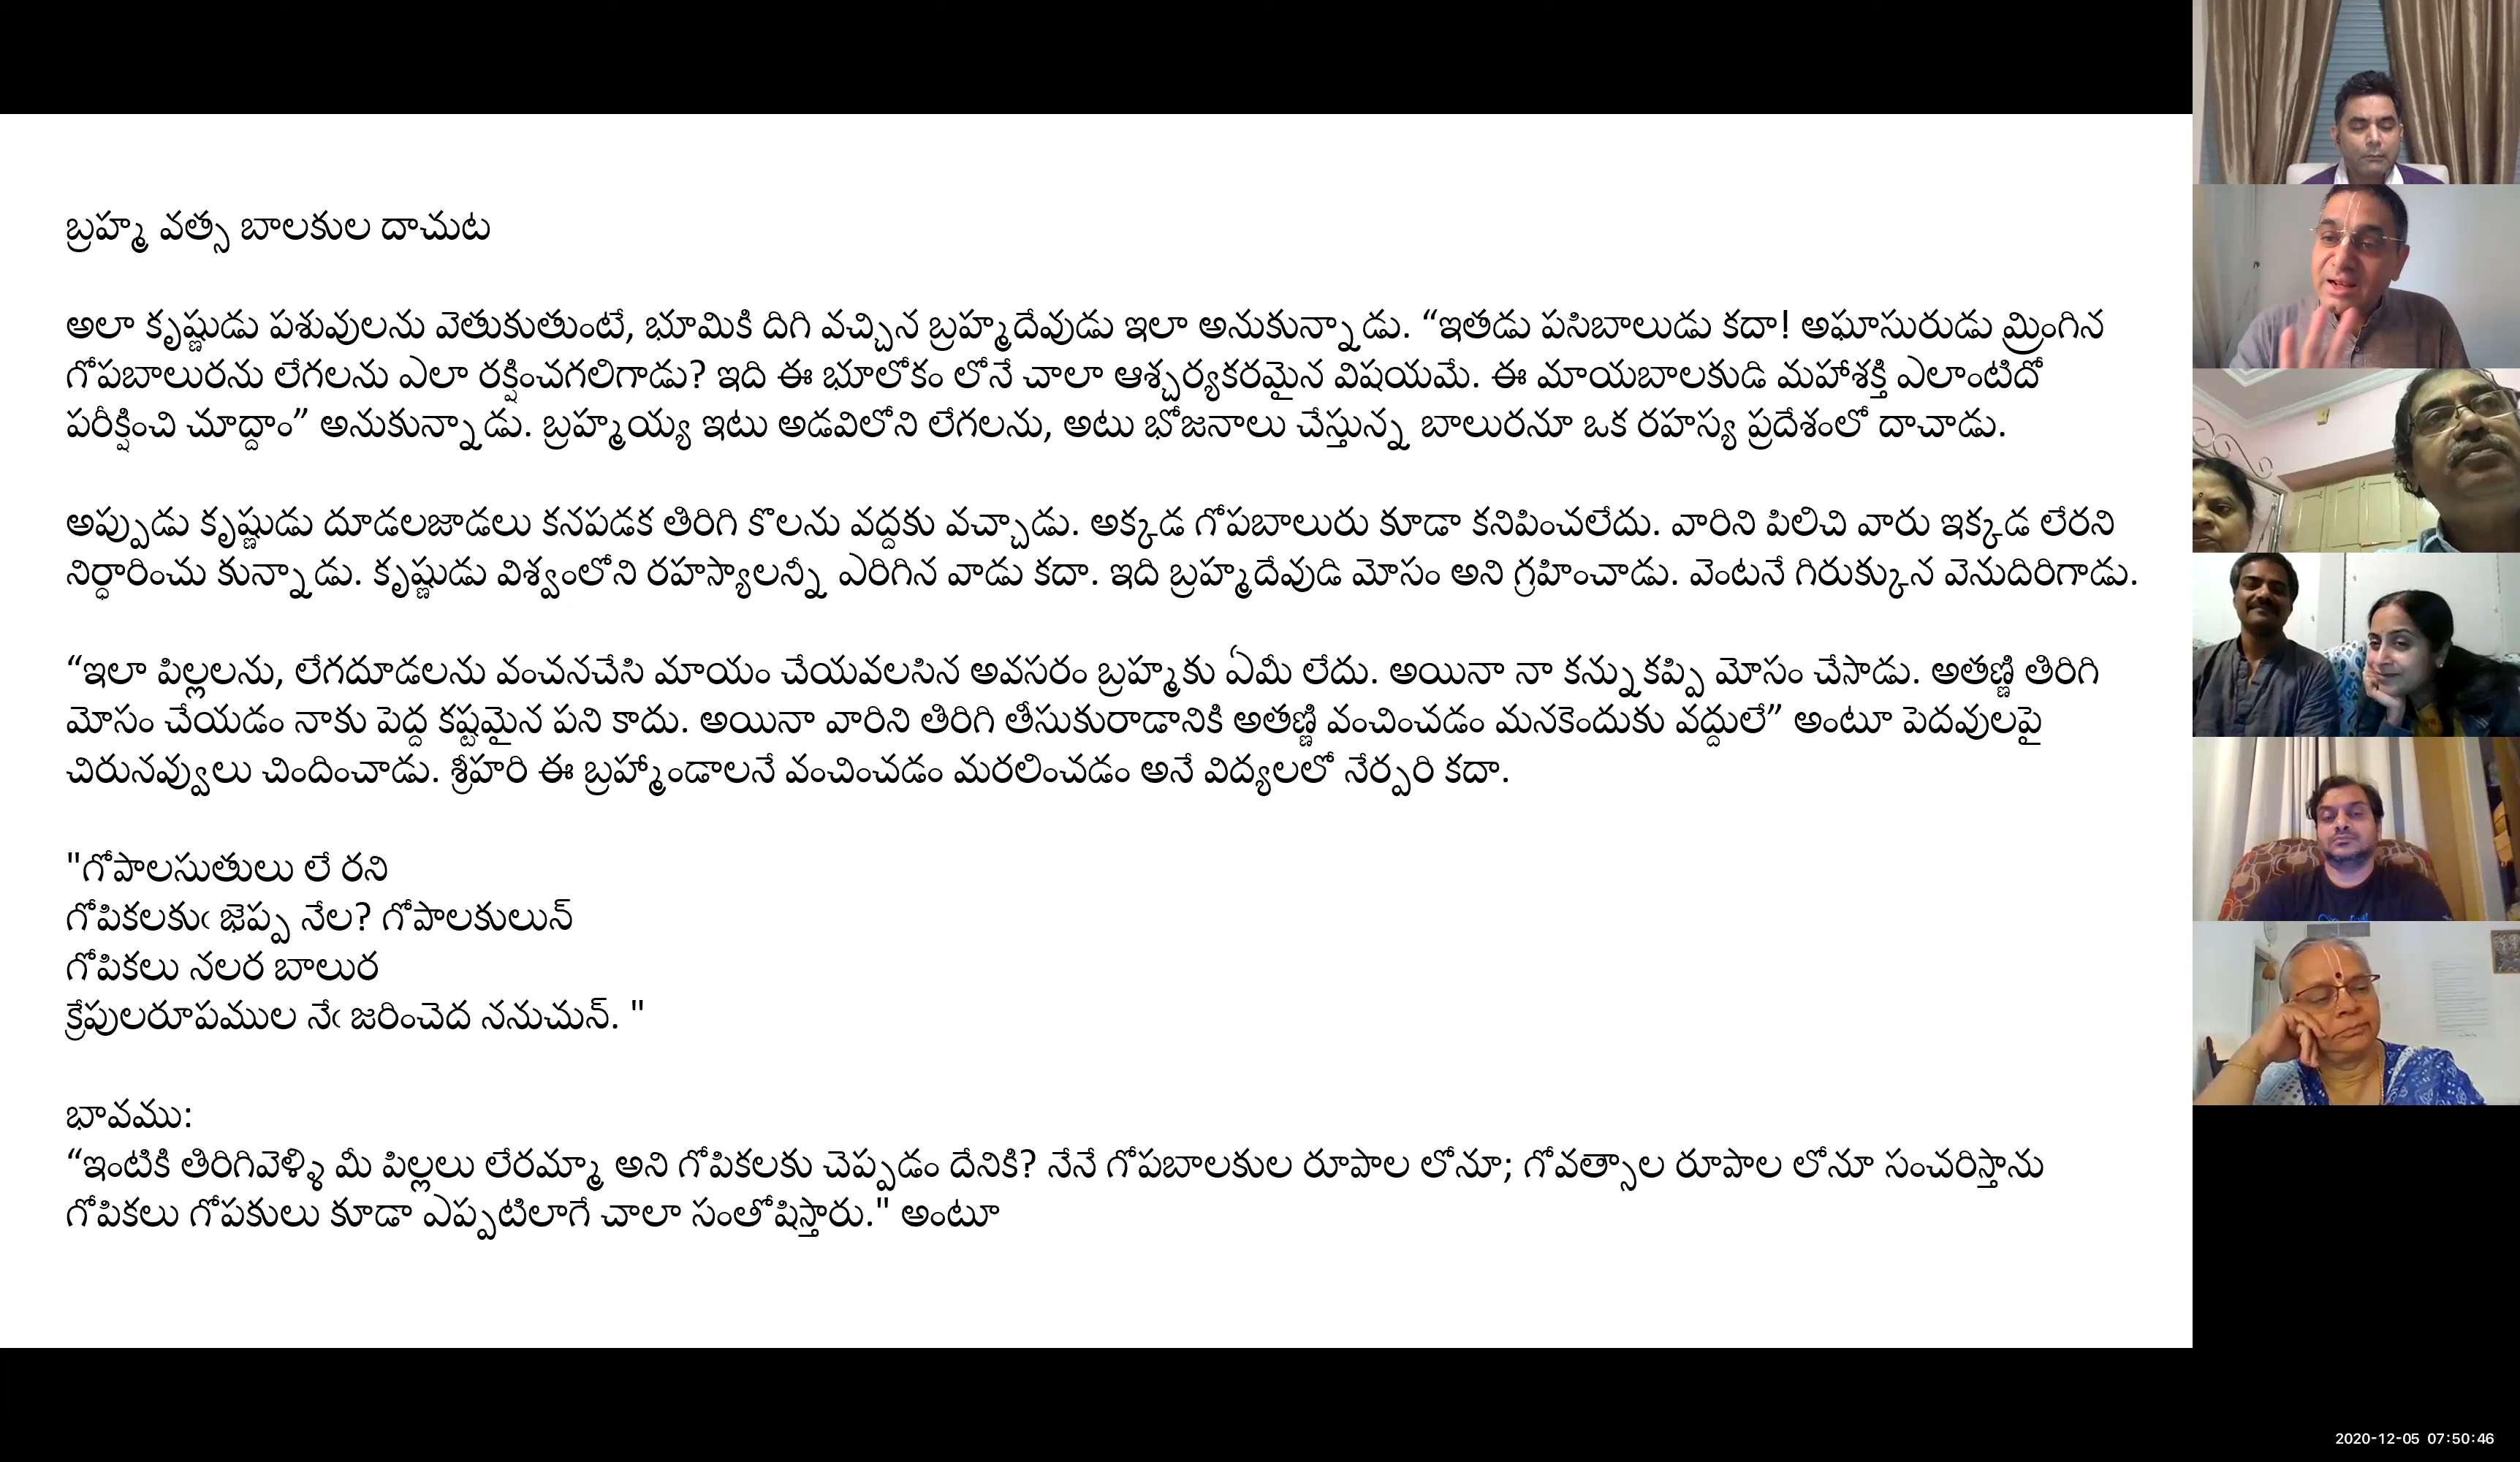 బ్రహ్మ వత్స బాలకుల దాచుట
అలా కృష్ణుడు పశువులను వెతుకుతుంటే, భూమికి దిగి వచ్చిన బ్రహ్మదేవుడు ఇలా అనుకున్నాడు. “ఇతడు పసిబాలుడు కదా! అఘాసురుడు మ్రింగిన
గోపబాలురను లేగలను ఎలా రక్షించగలిగాడు? ఇది ఈ భూలోకం లోనే చాలా ఆశ్చర్యకరమైన విషయమే. ఈ మాయబాలకుడి మహాశక్తి ఎలాంటిదో
పరీక్షించి చూద్దాం” అనుకున్నాడు. బ్రహ్మయ్య ఇటు అడవిలోని లేగలను, అటు భోజనాలు చేస్తున్న బాలురనూ ఒక రహస్య ప్రదేశంలో దాచాడు.
అప్పుడు కృష్ణుడు దూడలజాడలు కనపడక తిరిగి కొలను వద్దకు వచ్చాడు. అక్కడ గోపబాలురు కూడా కనిపించలేదు. వారిని పిలిచి వారు ఇక్కడ లేరని
నిర్ధారించు కున్నాడు. కృష్ణుడు విశ్వంలోని రహస్యాలన్నీ ఎరిగిన వాడు కదా. ఇది బ్రహ్మదేవుడి మోసం అని గ్రహించాడు. వెంటనే గిరుక్కున వెనుదిరిగాడు.
“ఇలా పిల్లలను, లేగదూడలను వంచనచేసి మాయం చేయవలసిన అవసరం బ్రహ్మకు ఏమీ లేదు. అయినా నా కన్నుకప్పి మోసం చేసాడు. అతణ్ణి తిరిగి
మోసం చేయడం నాకు పెద్ద కష్టమైన పని కాదు. అయినా వారిని తిరిగి తీసుకురాడానికి అతణ్ణి వంచించడం మనకెందుకు వద్దులే” అంటూ పెదవులపై
చిరునవ్వులు చిందించాడు. శ్రీహరి ఈ బ్రహ్మాండాలనే వంచించడం మరలించడం అనే విద్యలలో నేర్పరి కదా.
"గోపాలసుతులు లే రని
గోపికలకుఁ జెప్ప నేల? గోపాలకులున్
గోపికలు నలర బాలుర
క్రేపులరూపముల నేఁ జరించెద ననుచున్. "
భావము:
“ఇంటికి తిరిగివెళ్ళి మీ పిల్లలు లేరమ్మా అని గోపికలకు చెప్పడం దేనికి? నేనే గోపబాలకుల రూపాల లోనూ; గోవత్సాల రూపాల లోనూ సంచరిస్తాను
గోపికలు గోపకులు కూడా ఎప్పటిలాగే చాలా సంతోషిస్తారు." అంటూ
2020-12-05 07:50:46